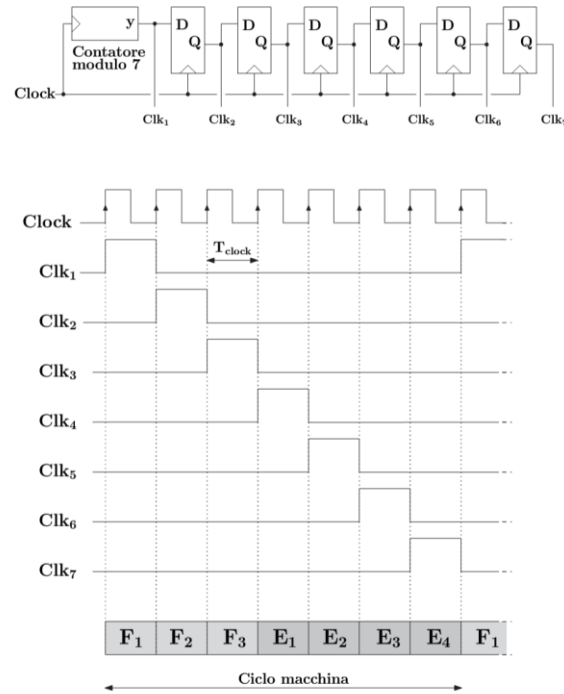 y D D D D D D
Q Q Q Q Q Q
Contatore
modulo 7
Clock
Clk₁ Clk₂ Clk₃ Clk₄ Clk₅ Clk₆
Clock
T_clock
Clk₁
Clk₂
Clk₃
Clk₄
Clk₅
Clk₆
Clk₇
F₁ F₂ F₃ E₁ E₂ E₃ E₄ F₁
Ciclo macchina